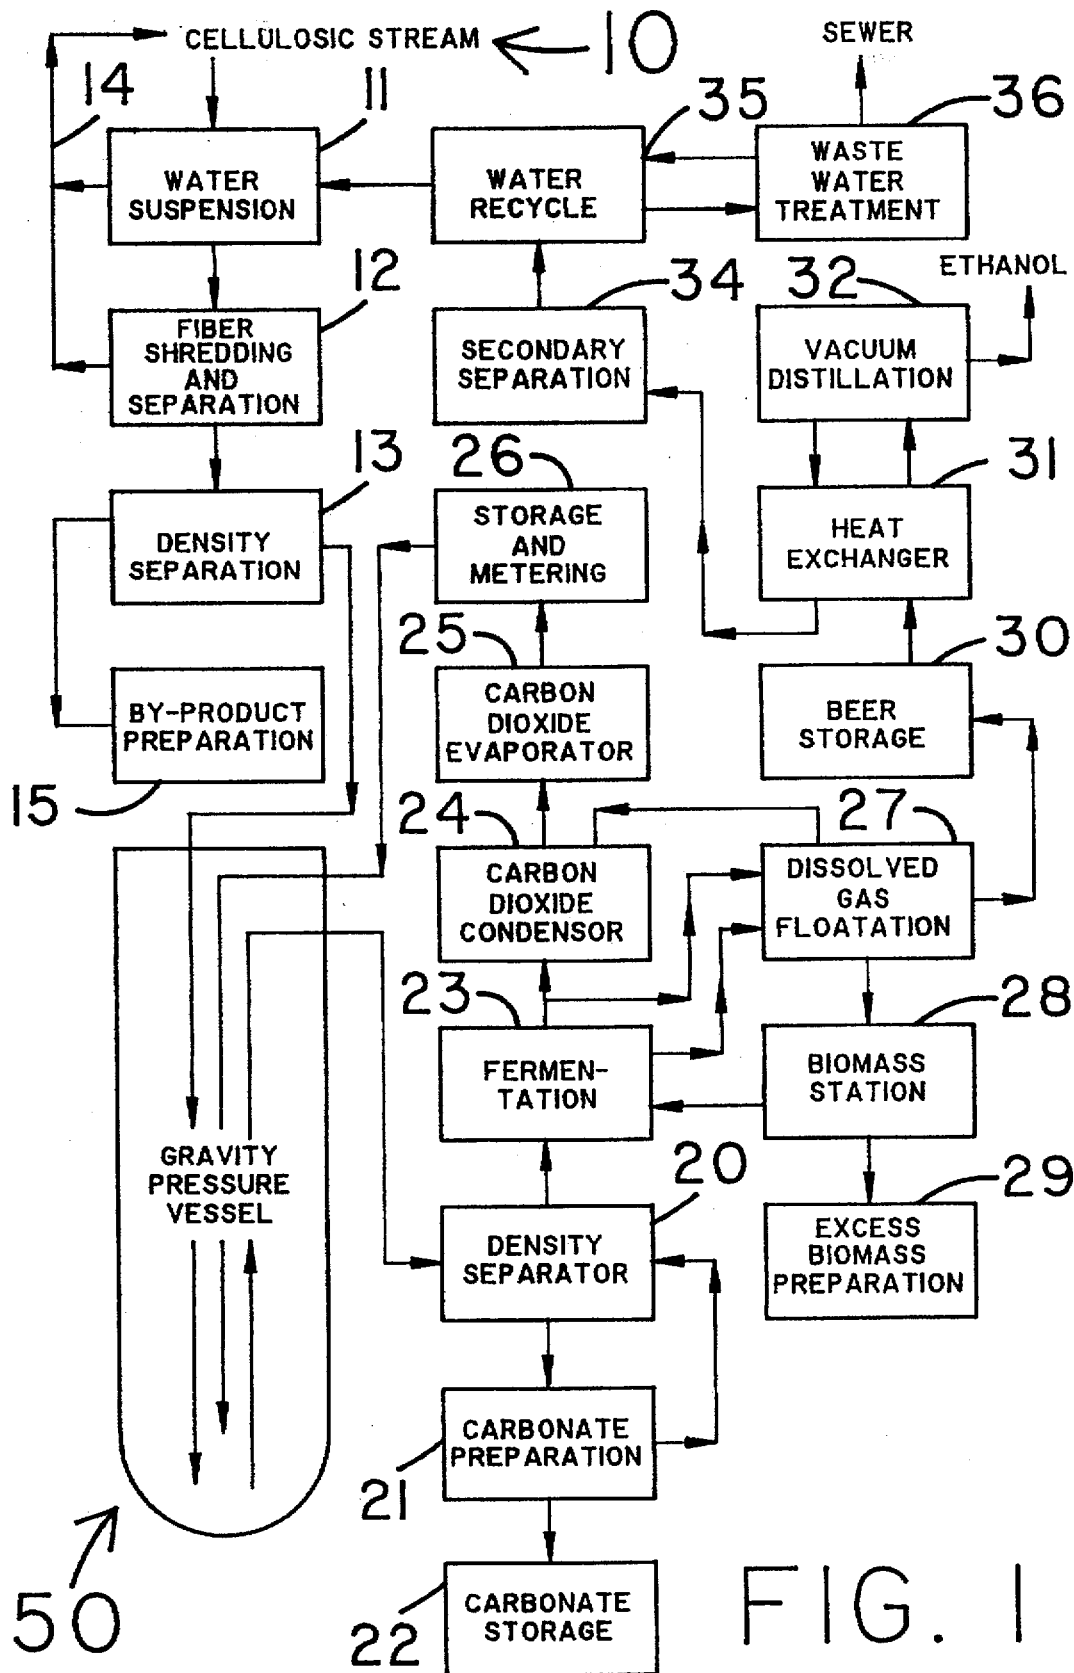 CELLULOSIC STREAM
10
SEWER
14
11
35
36
WATER
SUSPENSION
WATER
RECYCLE
WASTE
WATER
TREATMENT
12
34
32
ETHANOL
FIBER
SHREDDING
AND
SEPARATION
SECONDARY
SEPARATION
VACUUM
DISTILLATION
13
26
31
DENSITY
SEPARATION
STORAGE
AND
METERING
HEAT
EXCHANGER
25
30
BY-PRODUCT
PREPARATION
15
CARBON
DIOXIDE
EVAPORATOR
BEER
STORAGE
24
27
CARBON
DIOXIDE
CONDENSOR
DISSOLVED
GAS
FLOATATION
23
28
FERMEN-
TATION
BIOMASS
STATION
GRAVITY
PRESSURE
VESSEL
20
29
DENSITY
SEPARATOR
EXCESS
BIOMASS
PREPARATION
CARBONATE
PREPARATION
21
50
22
CARBONATE
STORAGE
FIG. 1